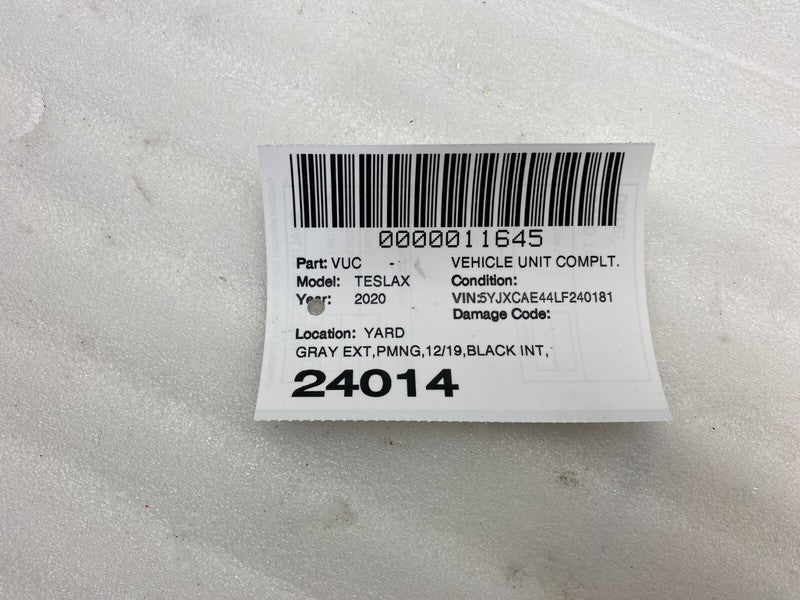 0000011645
Part: VUC - VEHICLE UNIT COMPLT.
Model: TESLAX Condition:
Year: 2020 VIN:5YJXCAE44LF240181
Damage Code:
Location: YARD
GRAY EXT,PMNG,12/19,BLACK INT,-
24014